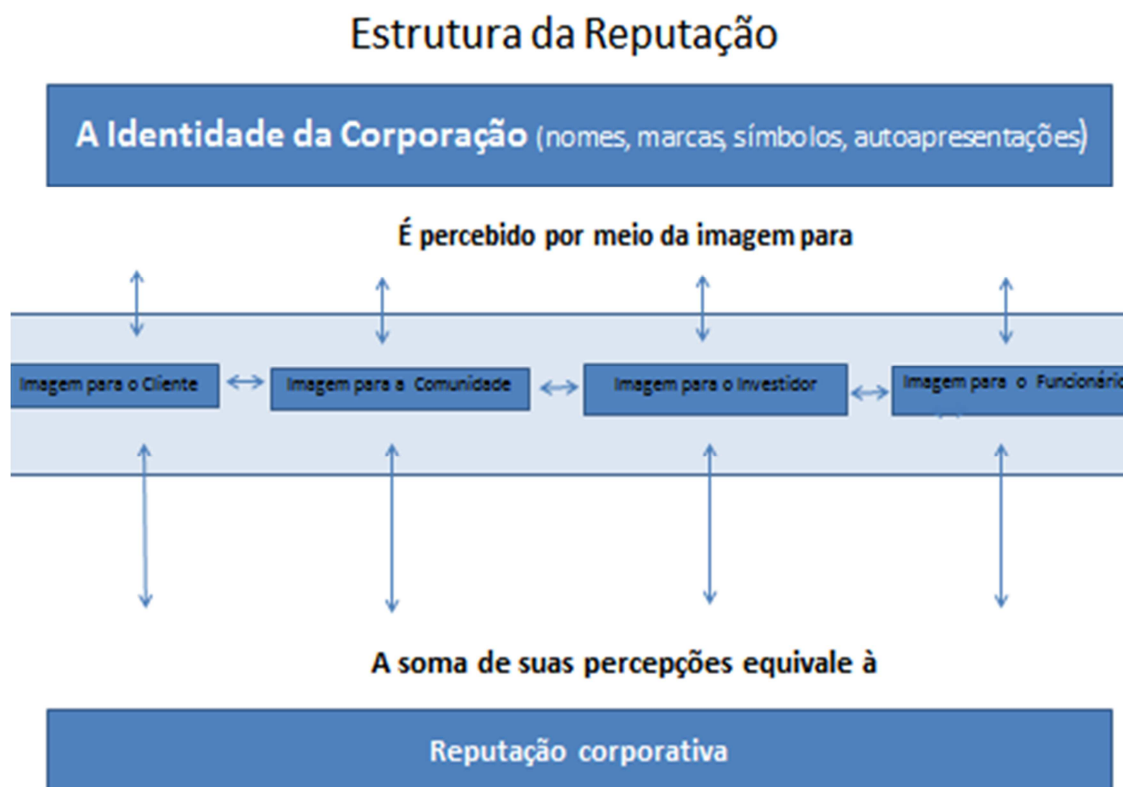 Estrutura da Reputação
A Identidade da Corporação (nomes, marcas, símbolos, autoapresentações)
É percebido por meio da imagem para
Imagem para o Cliente
Imagem para a Comunidade
Imagem para o Investidor
Imagem para o Funcionário
A soma de suas percepções equivale à
Reputação corporativa